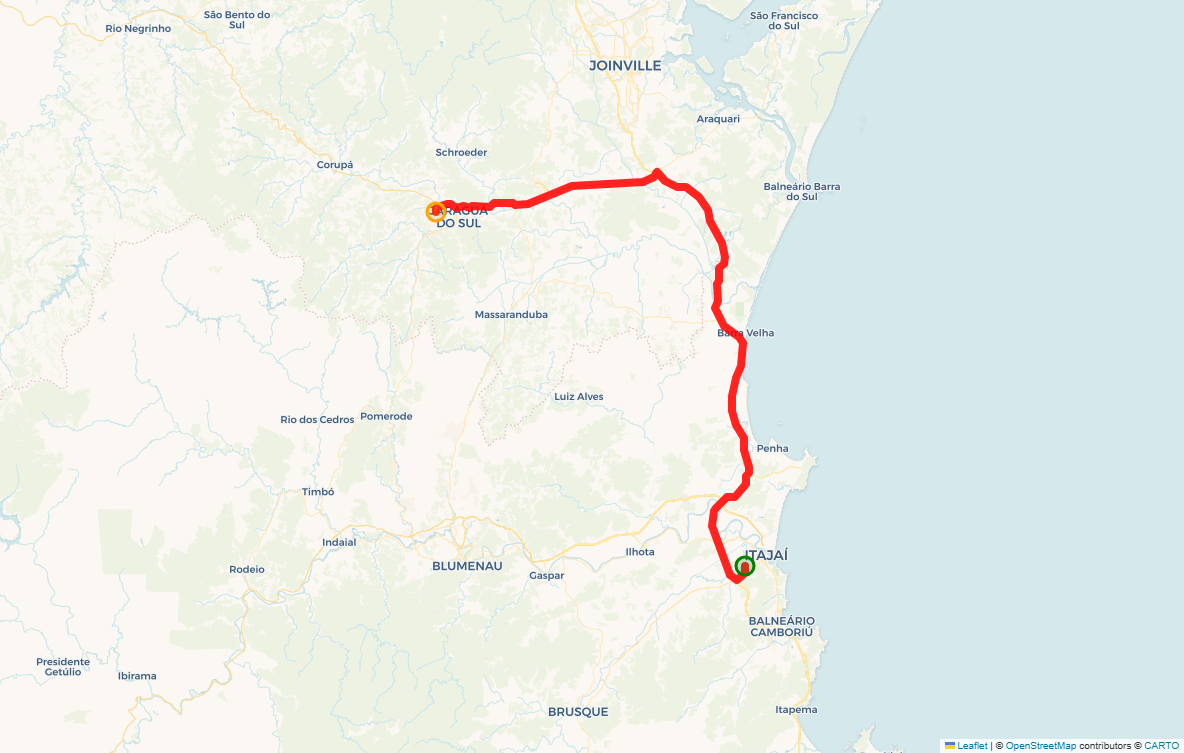 São Bento do
Sul
São Francisco
do Sul
Rio Negrinho
JOINVILLE
Araquari
Schroeder
Corupá
Balneário Barra
do Sul
JARAGUÁ
DO SUL
Massaranduba
Barra Velha
Luiz Alves
Rio dos Cedros
Pomerode
Penha
Timbó
Indaial
Ilhota
ITAJAÍ
Rodeio
BLUMENAU
Gaspar
BALNEÁRIO
CAMBORIÚ
Presidente
Getúlio
Ibirama
BRUSQUE
Itapema
Leaflet | © OpenStreetMap contributors © CARTO